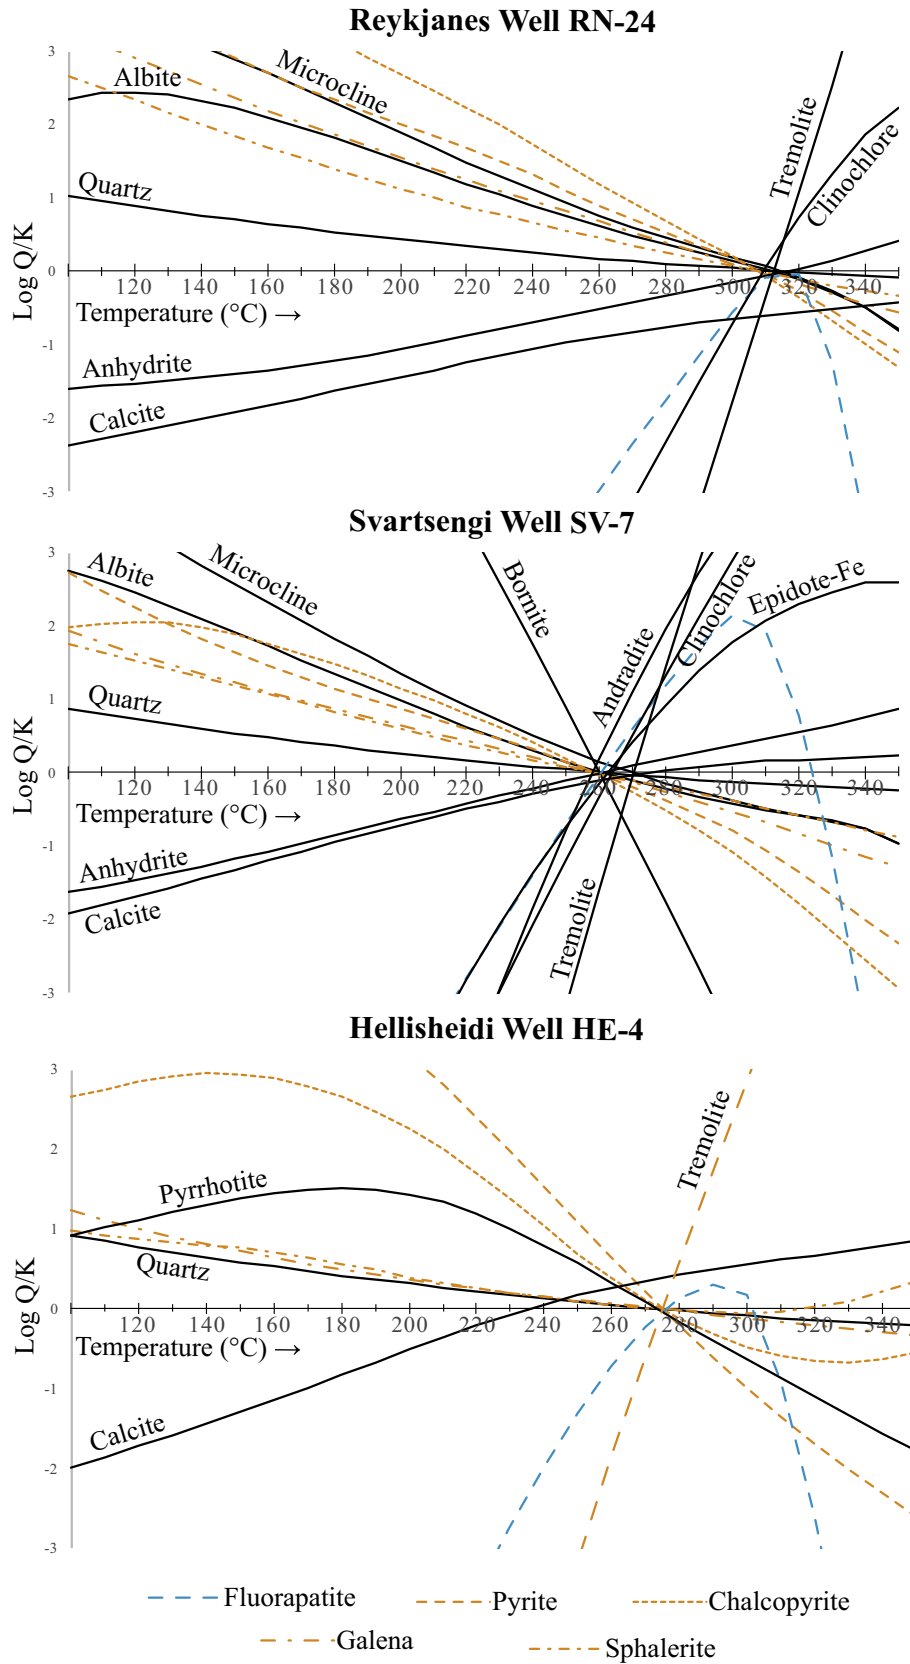 Reykjanes Well RN-24
3
2
1
0
-1
-2
-3
Log Q/K
Albite
Microcline
Tremolite
Clinochlore
Quartz
120 140 160 180 200 220 240 260 280 300 320 340
Temperature (°C) →
Anhydrite
Calcite
Svartsengi Well SV-7
3
2
1
0
-1
-2
-3
Log Q/K
Albite
Microcline
Bornite
Andradite
Clinochlore
Epidote-Fe
Quartz
120 140 160 180 200 220 240 260 280 300 320 340
Temperature (°C) →
Anhydrite
Calcite
Tremolite
Hellisheidi Well HE-4
3
2
1
0
-1
-2
-3
Log Q/K
Tremolite
Pyrrhotite
Quartz
120 140 160 180 200 220 240 260 280 300 320 340
Temperature (°C) →
Calcite
Fluorapatite Pyrite Chalcopyrite
Galena Sphalerite